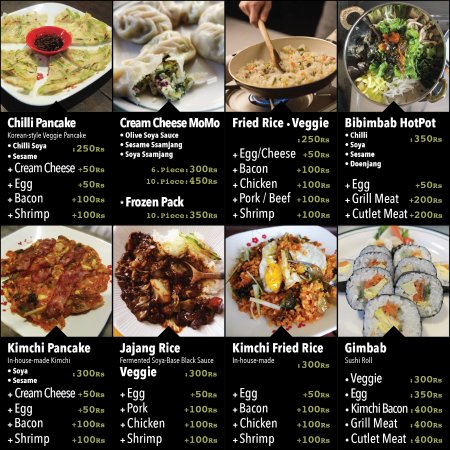 Chilli Pancake
Korean-style Veggie Pancake
• Chilli Soya
• Sesame
:250Rs
+ Cream Cheese +50Rs
+ Egg +50Rs
+ Bacon +100Rs
+ Shrimp +100Rs
Cream Cheese MoMo
• Olive Soya Sauce
• Sesame Ssamjang
• Soya Ssamjang
6.Piece:300Rs
10.Piece:450Rs
• Frozen Pack
10.Piece:350Rs
Fried Rice • Veggie
:250Rs
+ Egg/Cheese +50Rs
+ Bacon +100Rs
+ Chicken +100Rs
+ Pork / Beef +100Rs
+ Shrimp +100Rs
Bibimbab HotPot
• Chilli
• Soya
• Sesame
• Doenjang
:350Rs
+ Egg +50Rs
+ Grill Meat +200Rs
+ Cutlet Meat +200Rs
Kimchi Pancake
In-house-made Kimchi
• Soya
• Sesame
:300Rs
+ Cream Cheese +50Rs
+ Egg +50Rs
+ Bacon +100Rs
+ Shrimp +100Rs
Jajang Rice
Fermented Soya-Base Black Sauce
Veggie :300Rs
+ Egg +50Rs
+ Pork +100Rs
+ Chicken +100Rs
+ Shrimp +100Rs
Kimchi Fried Rice
In-house-made
:300Rs
+ Egg +50Rs
+ Bacon +100Rs
+ Chicken +100Rs
+ Shrimp +100Rs
Gimbab
Sushi Roll
• Veggie :300Rs
• Egg :350Rs
• Kimchi Bacon :400Rs
• Grill Meat :400Rs
• Cutlet Meat :400Rs